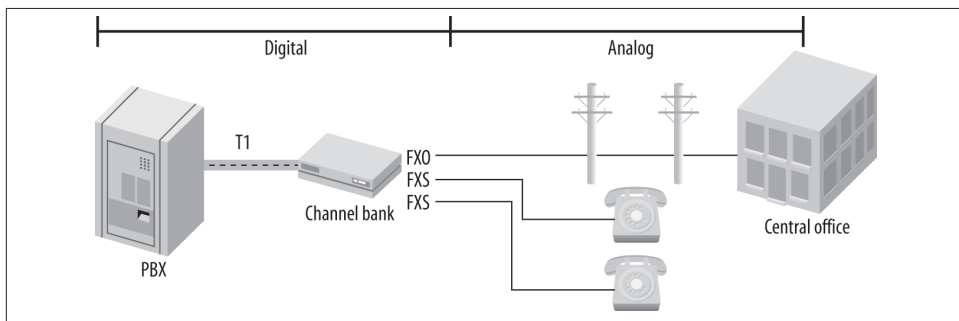 Digital
Analog
T1
FXO
FXS
FXS
Channel bank
PBX
Central office